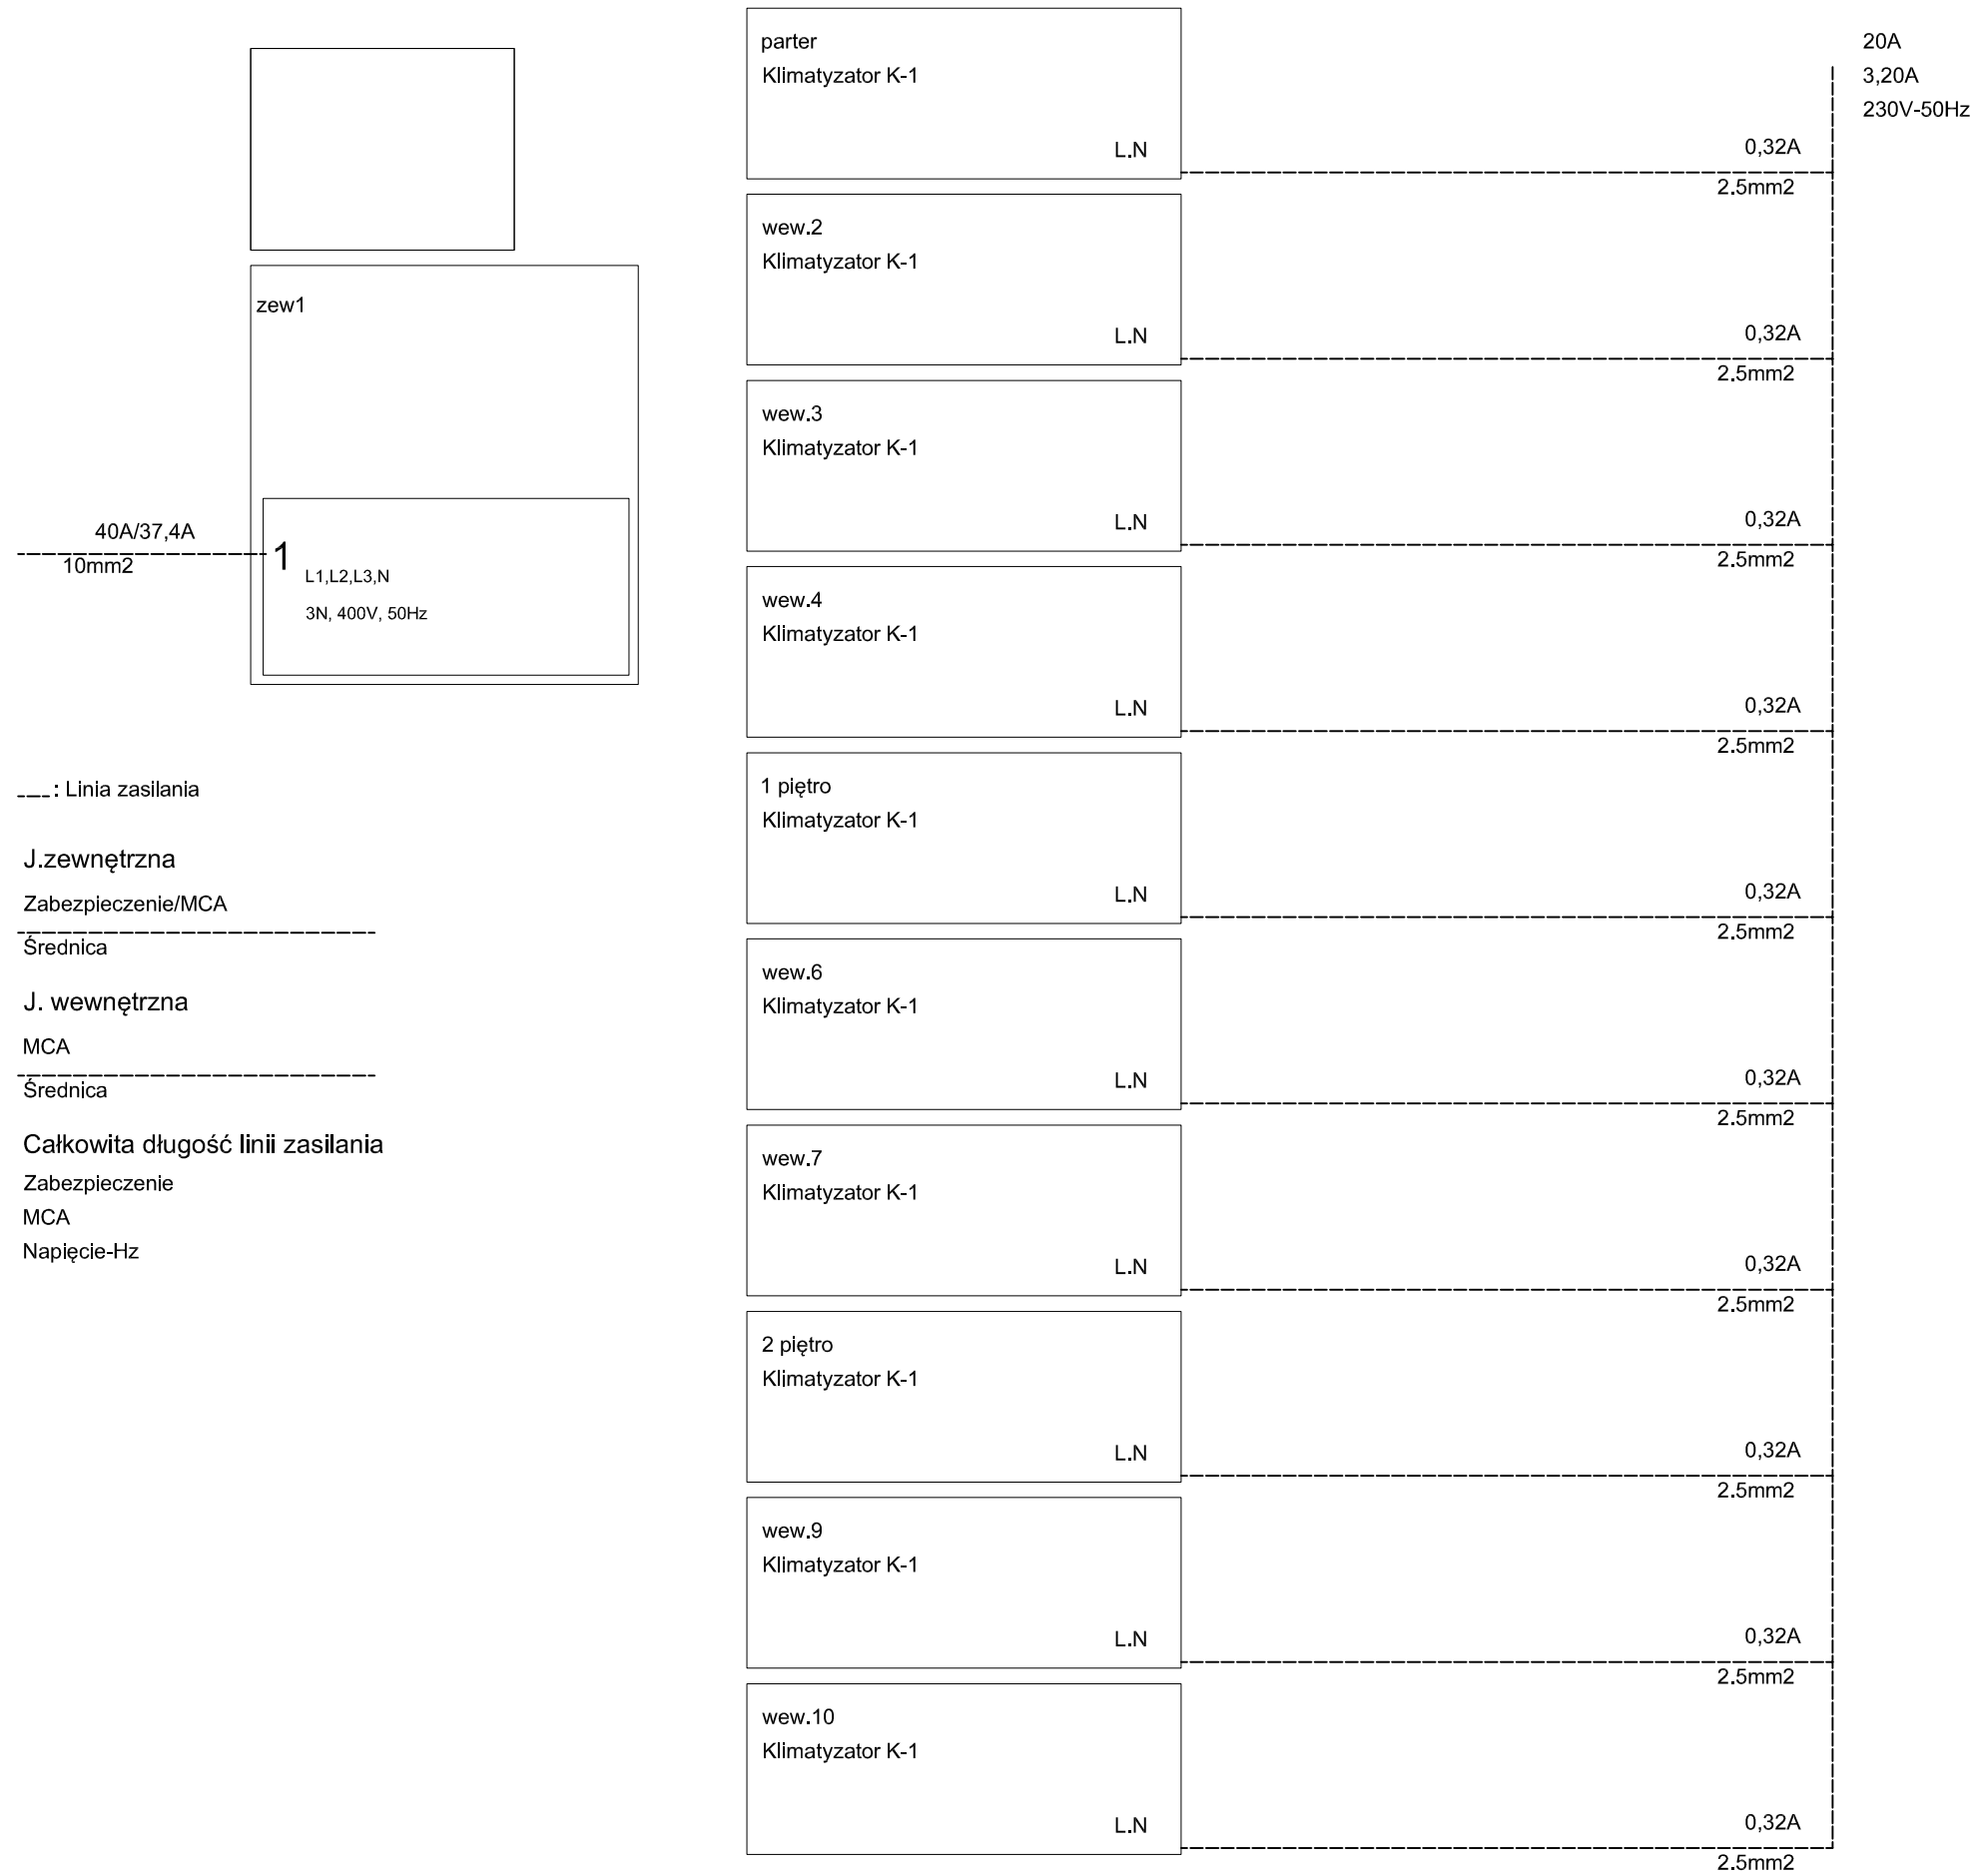 zew1
40A/37,4A
10mm2
1
L1,L2,L3,N
3N, 400V, 50Hz
: Linia zasilania
J.zewnętrzna
Zabezpieczenie/MCA
Średnica
J. wewnętrzna
MCA
Średnica
Całkowita długość linii zasilania
Zabezpieczenie
MCA
Napięcie-Hz
parter
Klimatyzator K-1
L.N
0,32A
2.5mm2
wew.2
Klimatyzator K-1
L.N
0,32A
2.5mm2
wew.3
Klimatyzator K-1
L.N
0,32A
2.5mm2
wew.4
Klimatyzator K-1
L.N
0,32A
2.5mm2
1 piętro
Klimatyzator K-1
L.N
0,32A
2.5mm2
wew.6
Klimatyzator K-1
L.N
0,32A
2.5mm2
wew.7
Klimatyzator K-1
L.N
0,32A
2.5mm2
2 piętro
Klimatyzator K-1
L.N
0,32A
2.5mm2
wew.9
Klimatyzator K-1
L.N
0,32A
2.5mm2
wew.10
Klimatyzator K-1
L.N
0,32A
2.5mm2
20A
3,20A
230V-50Hz